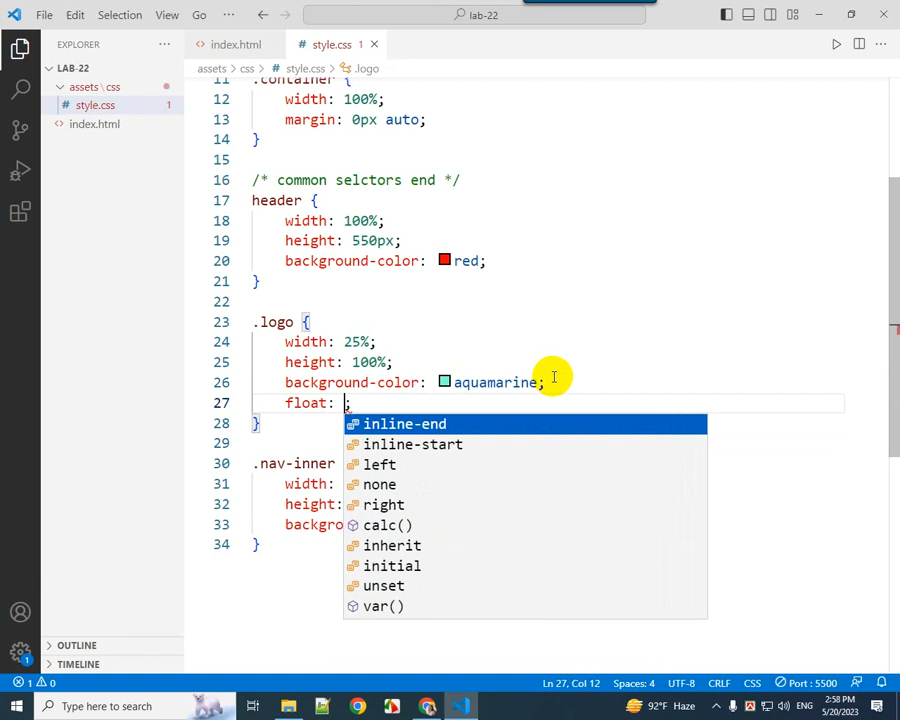 File Edit Selection View Go ··· lab-22
EXPLORER ···
index.html
style.css 1
assets > css > style.css > .logo
LAB-22
assets\css
style.css 1
index.html
11 .container {
12 width: 100%;
13 margin: 0px auto;
14 }
15
16 /* common selctors end */
17 header {
18 width: 100%;
19 height: 550px;
20 background-color: red;
21 }
22
23 .logo {
24 width: 25%;
25 height: 100%;
26 background-color: aquamarine;
27 float: ;
28 }
29
30 .nav-inner
31 width:
32 height:
33 backgro
34 }
inline-end
inline-start
left
none
right
calc()
inherit
initial
unset
var()
OUTLINE
TIMELINE
1 0 Ln 27, Col 12 Spaces: 4 UTF-8 CRLF CSS Port : 5500
1
Type here to search
92°F Haze ENG
2:58 PM
5/20/2023